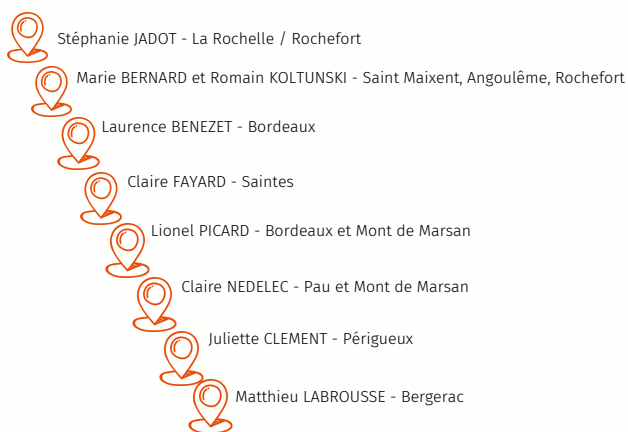 Stéphanie JADOT - La Rochelle / Rochefort
Marie BERNARD et Romain KOLTUNSKI - Saint Maixent, Angoulême, Rochefort
Laurence BENEZET - Bordeaux
Claire FAYARD - Saintes
Lionel PICARD - Bordeaux et Mont de Marsan
Claire NEDELEC - Pau et Mont de Marsan
Juliette CLEMENT - Périgueux
Matthieu LABROUSSE - Bergerac